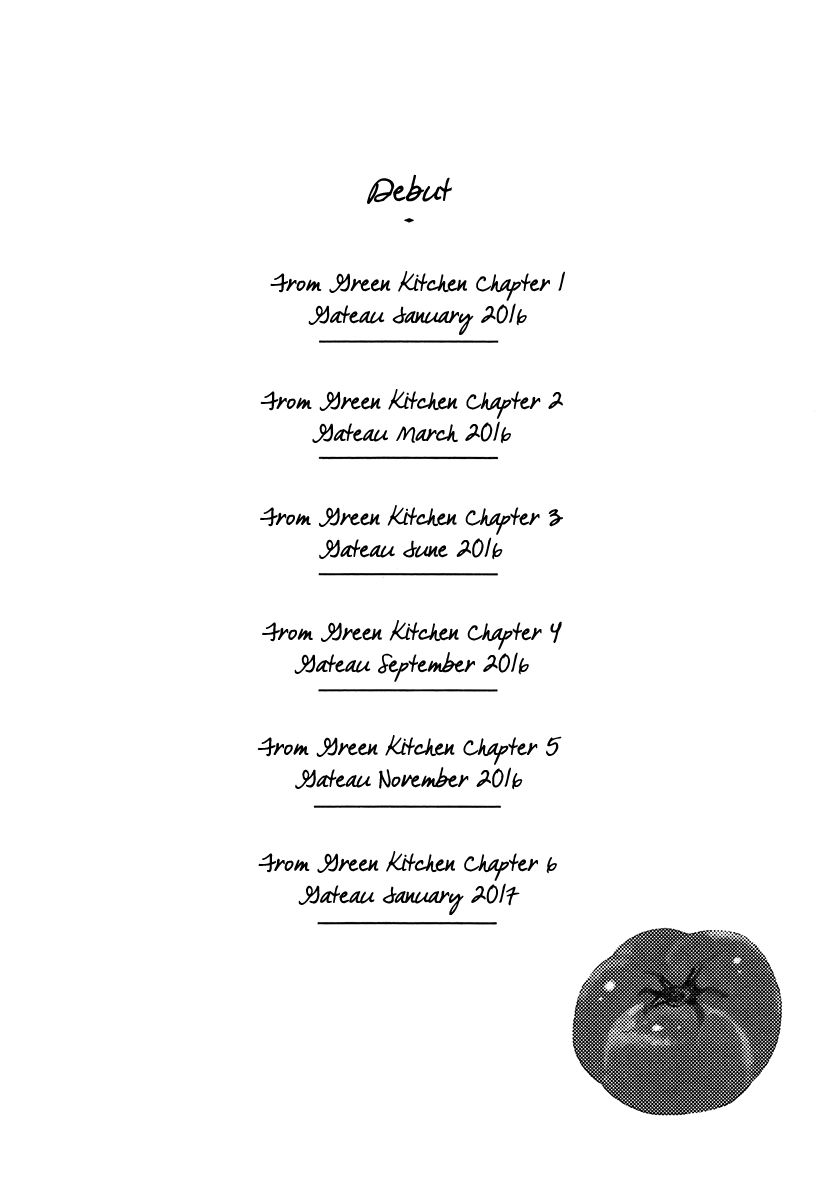 Debut
From Green Kitchen Chapter 1
Gateau January 2016
From Green Kitchen Chapter 2
Gateau March 2016
From Green Kitchen Chapter 3
Gateau June 2016
From Green Kitchen Chapter 4
Gateau September 2016
From Green Kitchen Chapter 5
Gateau November 2016
From Green Kitchen Chapter 6
Gateau January 2017